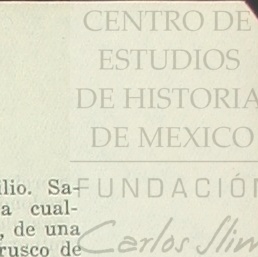 CENTRO DE
ESTUDIOS
DE HISTORIA
DE MEXICO
FUNDACIÓN
Carlos Slim
lio. Sa-
a cual-
, de una
rusco de